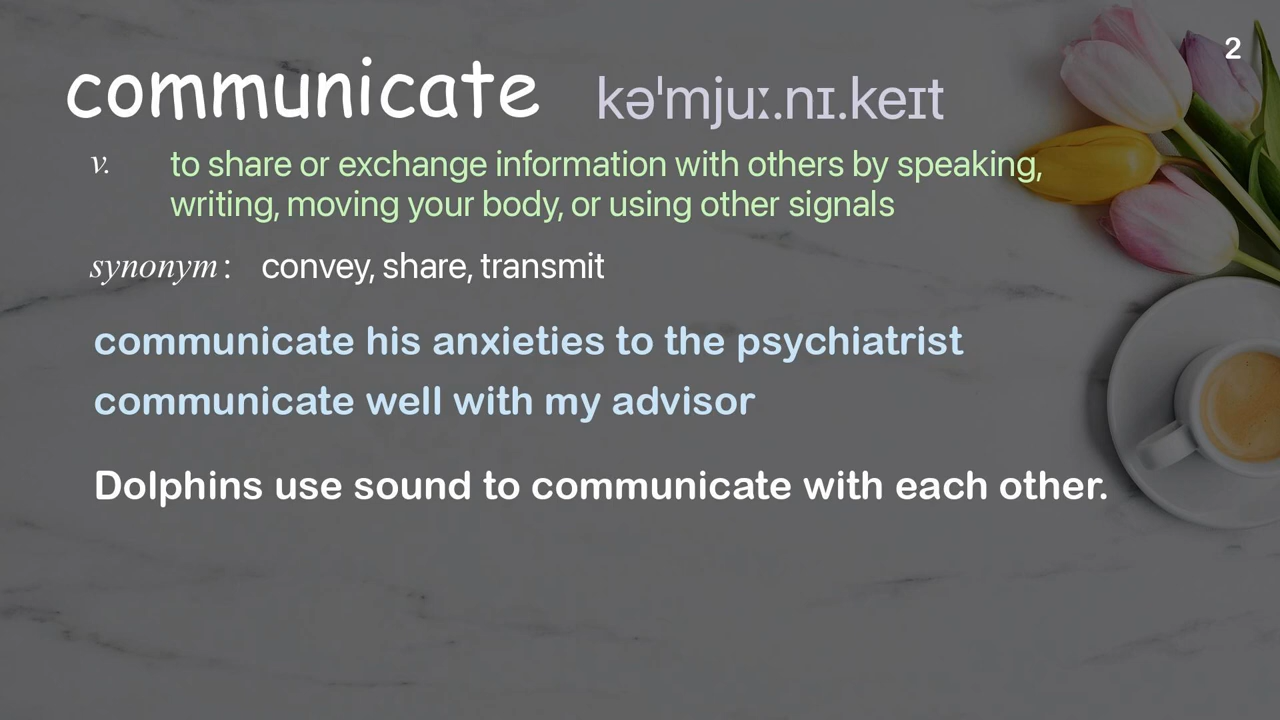 2
communicate kəˈmjuː.nɪ.keɪt
v. to share or exchange information with others by speaking,
writing, moving your body, or using other signals
synonym: convey, share, transmit
communicate his anxieties to the psychiatrist
communicate well with my advisor
Dolphins use sound to communicate with each other.